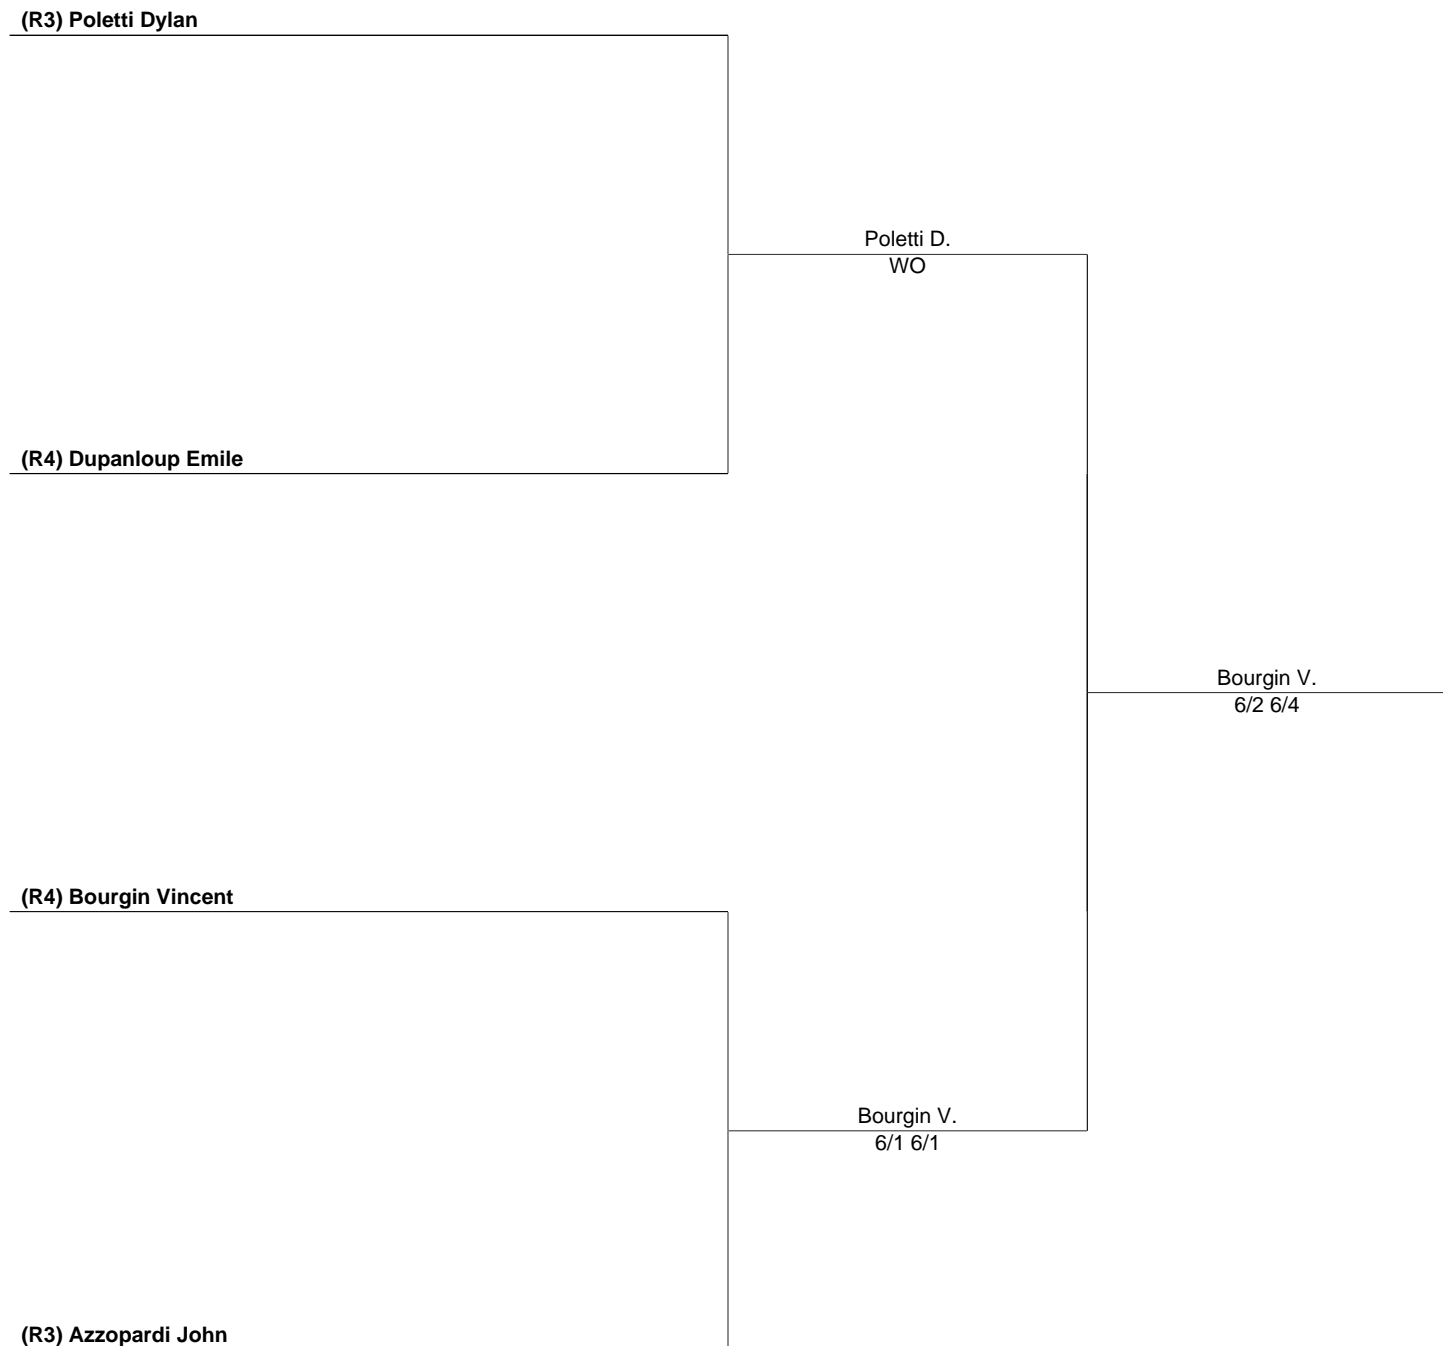 (R3) Poletti Dylan
Poletti D.
WO
(R4) Dupanloup Emile
Bourgin V.
6/2 6/4
(R4) Bourgin Vincent
Bourgin V.
6/1 6/1
(R3) Azzopardi John